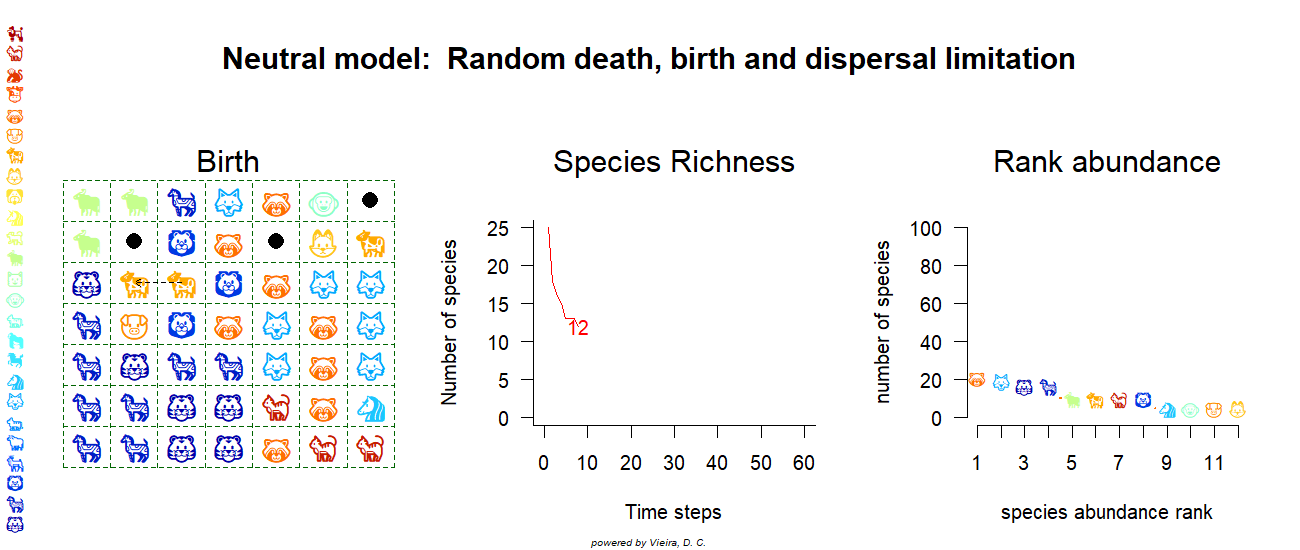 Neutral model:  Random death, birth and dispersal limitation
Birth
Species Richness
Rank abundance
Number of species
25
20
15
10
5
0
12
0 10 20 30 40 50 60
Time steps
number of species
100
80
60
40
20
0
1 3 5 7 9 11
species abundance rank
powered by Vieira, D. C.